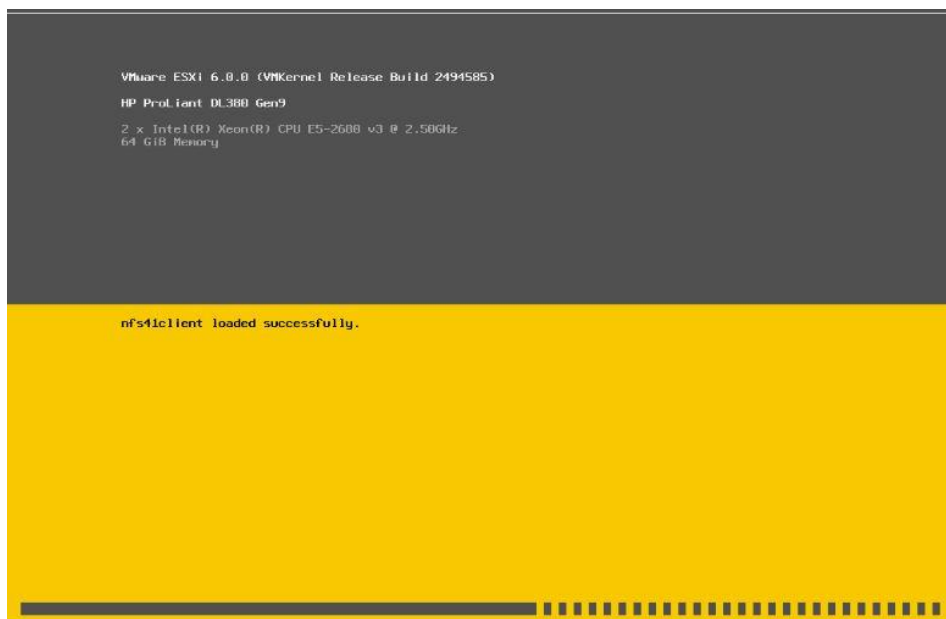 VMware ESXi 6.0.0 (VMKernel Release Build 2494585)
HP ProLiant DL380 Gen9
2 x Intel(R) Xeon(R) CPU E5-2600 v3 @ 2.50GHz
64 GiB Memory
nfs41client loaded successfully.